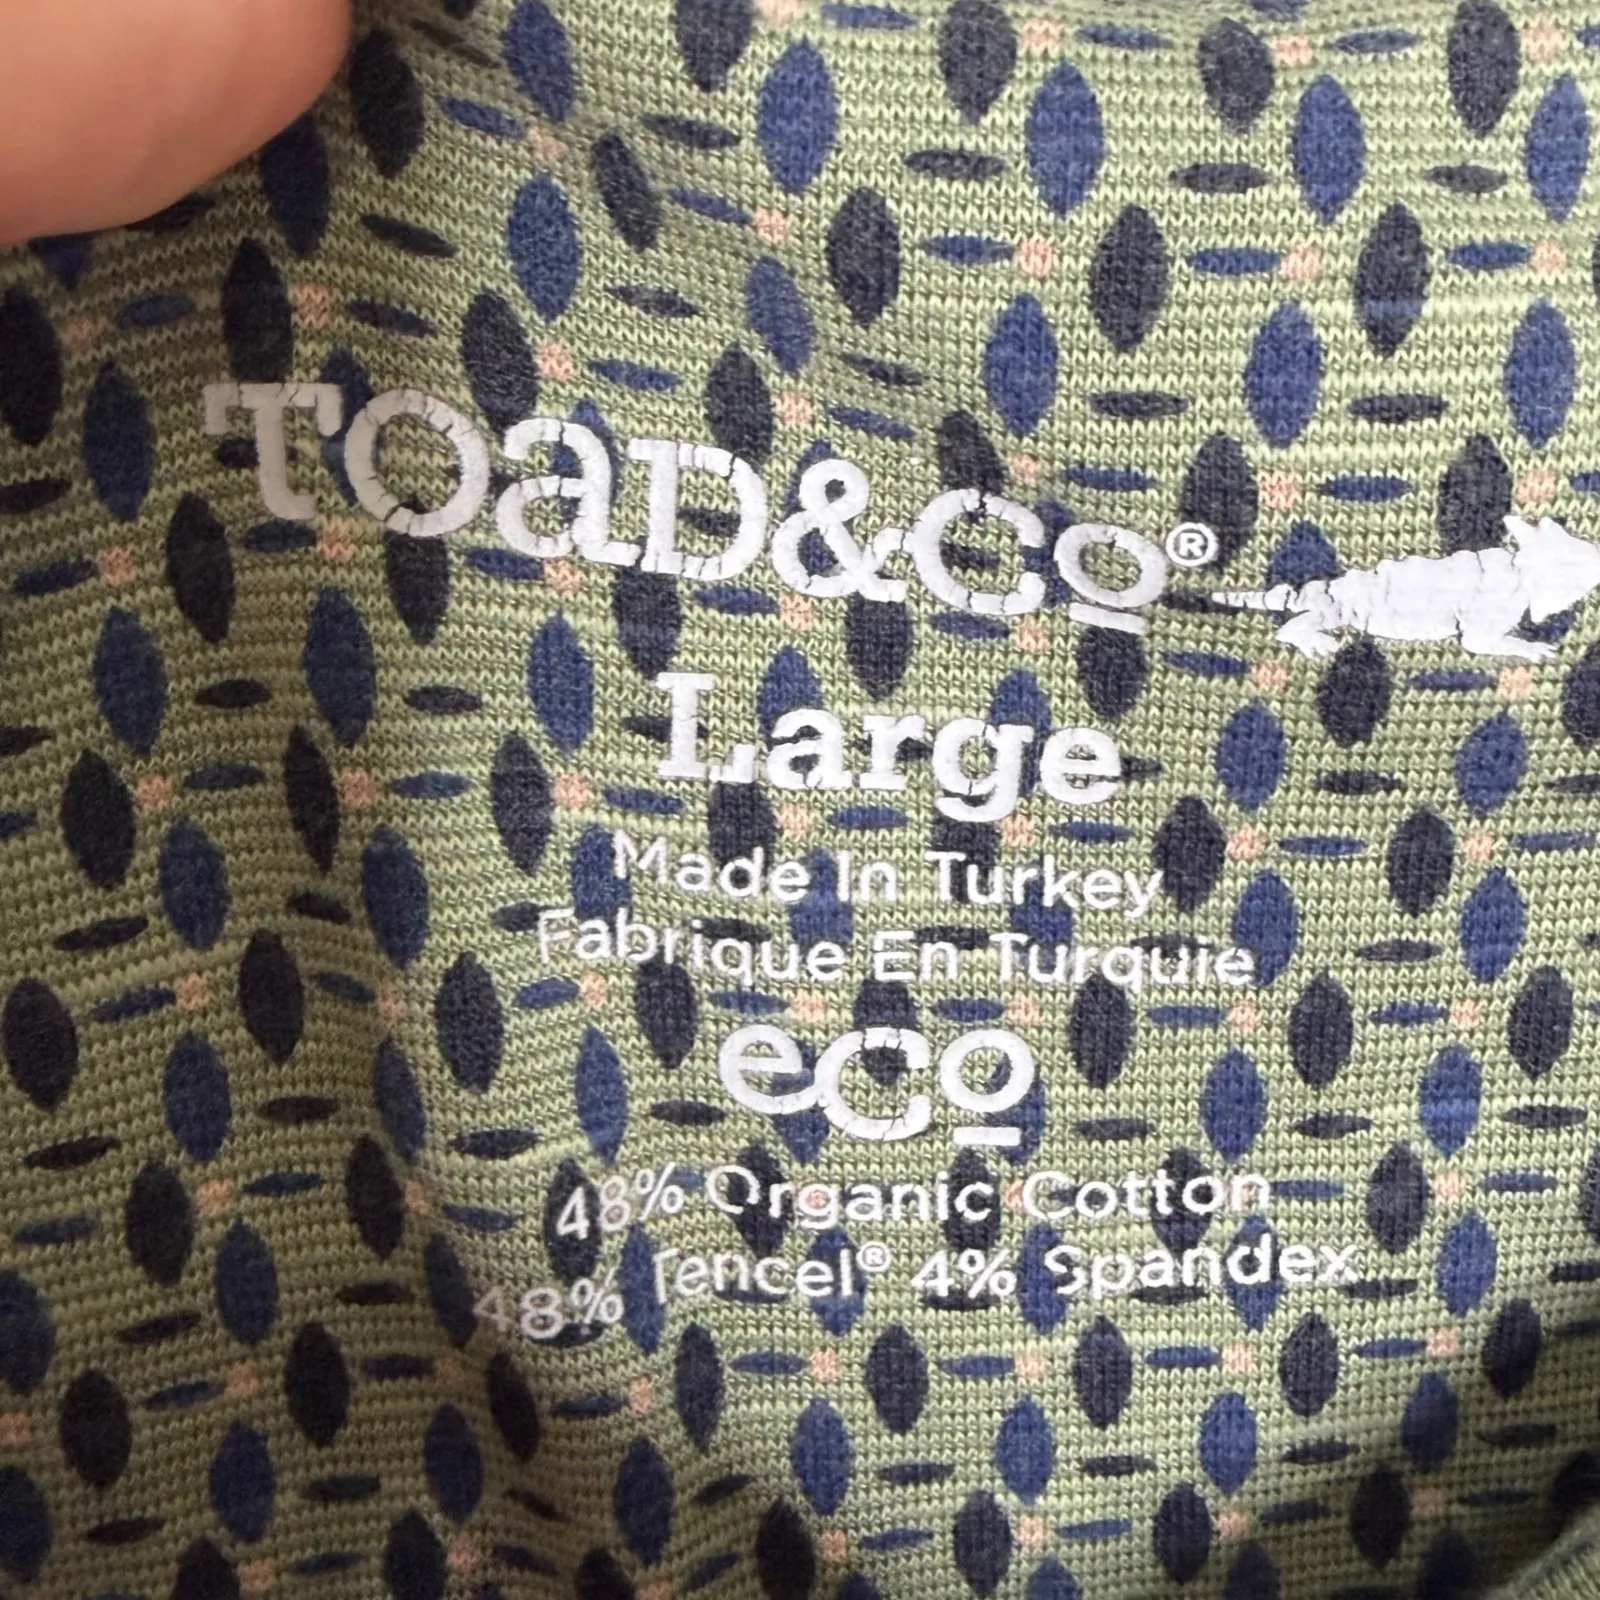 Toad&Co®
Large
Made In Turkey
Fabrique En Turquie
eco
48% Organic Cotton
48% Tencel® 4% Spandex